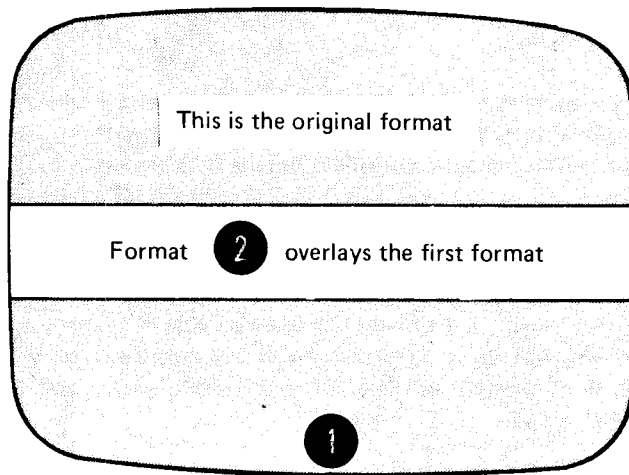 This is the original format
Format 2 overlays the first format
1